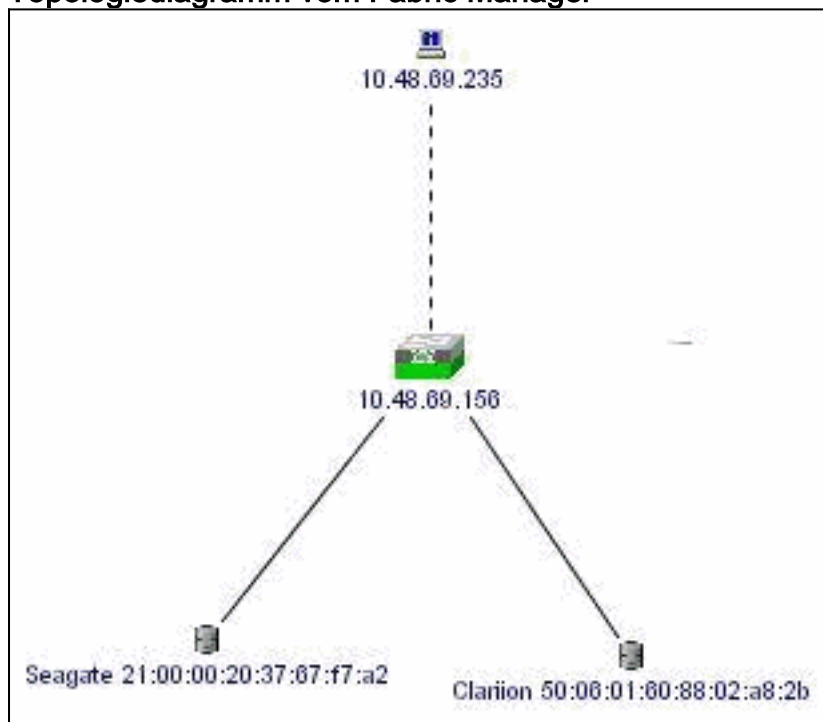 Topologiediagramm vom Fabric Manager
10.48.69.235
10.48.69.156
Seagate 21:00:00:20:37:67:f7:a2
Clariion 50:06:01:60:88:02:a8:2b